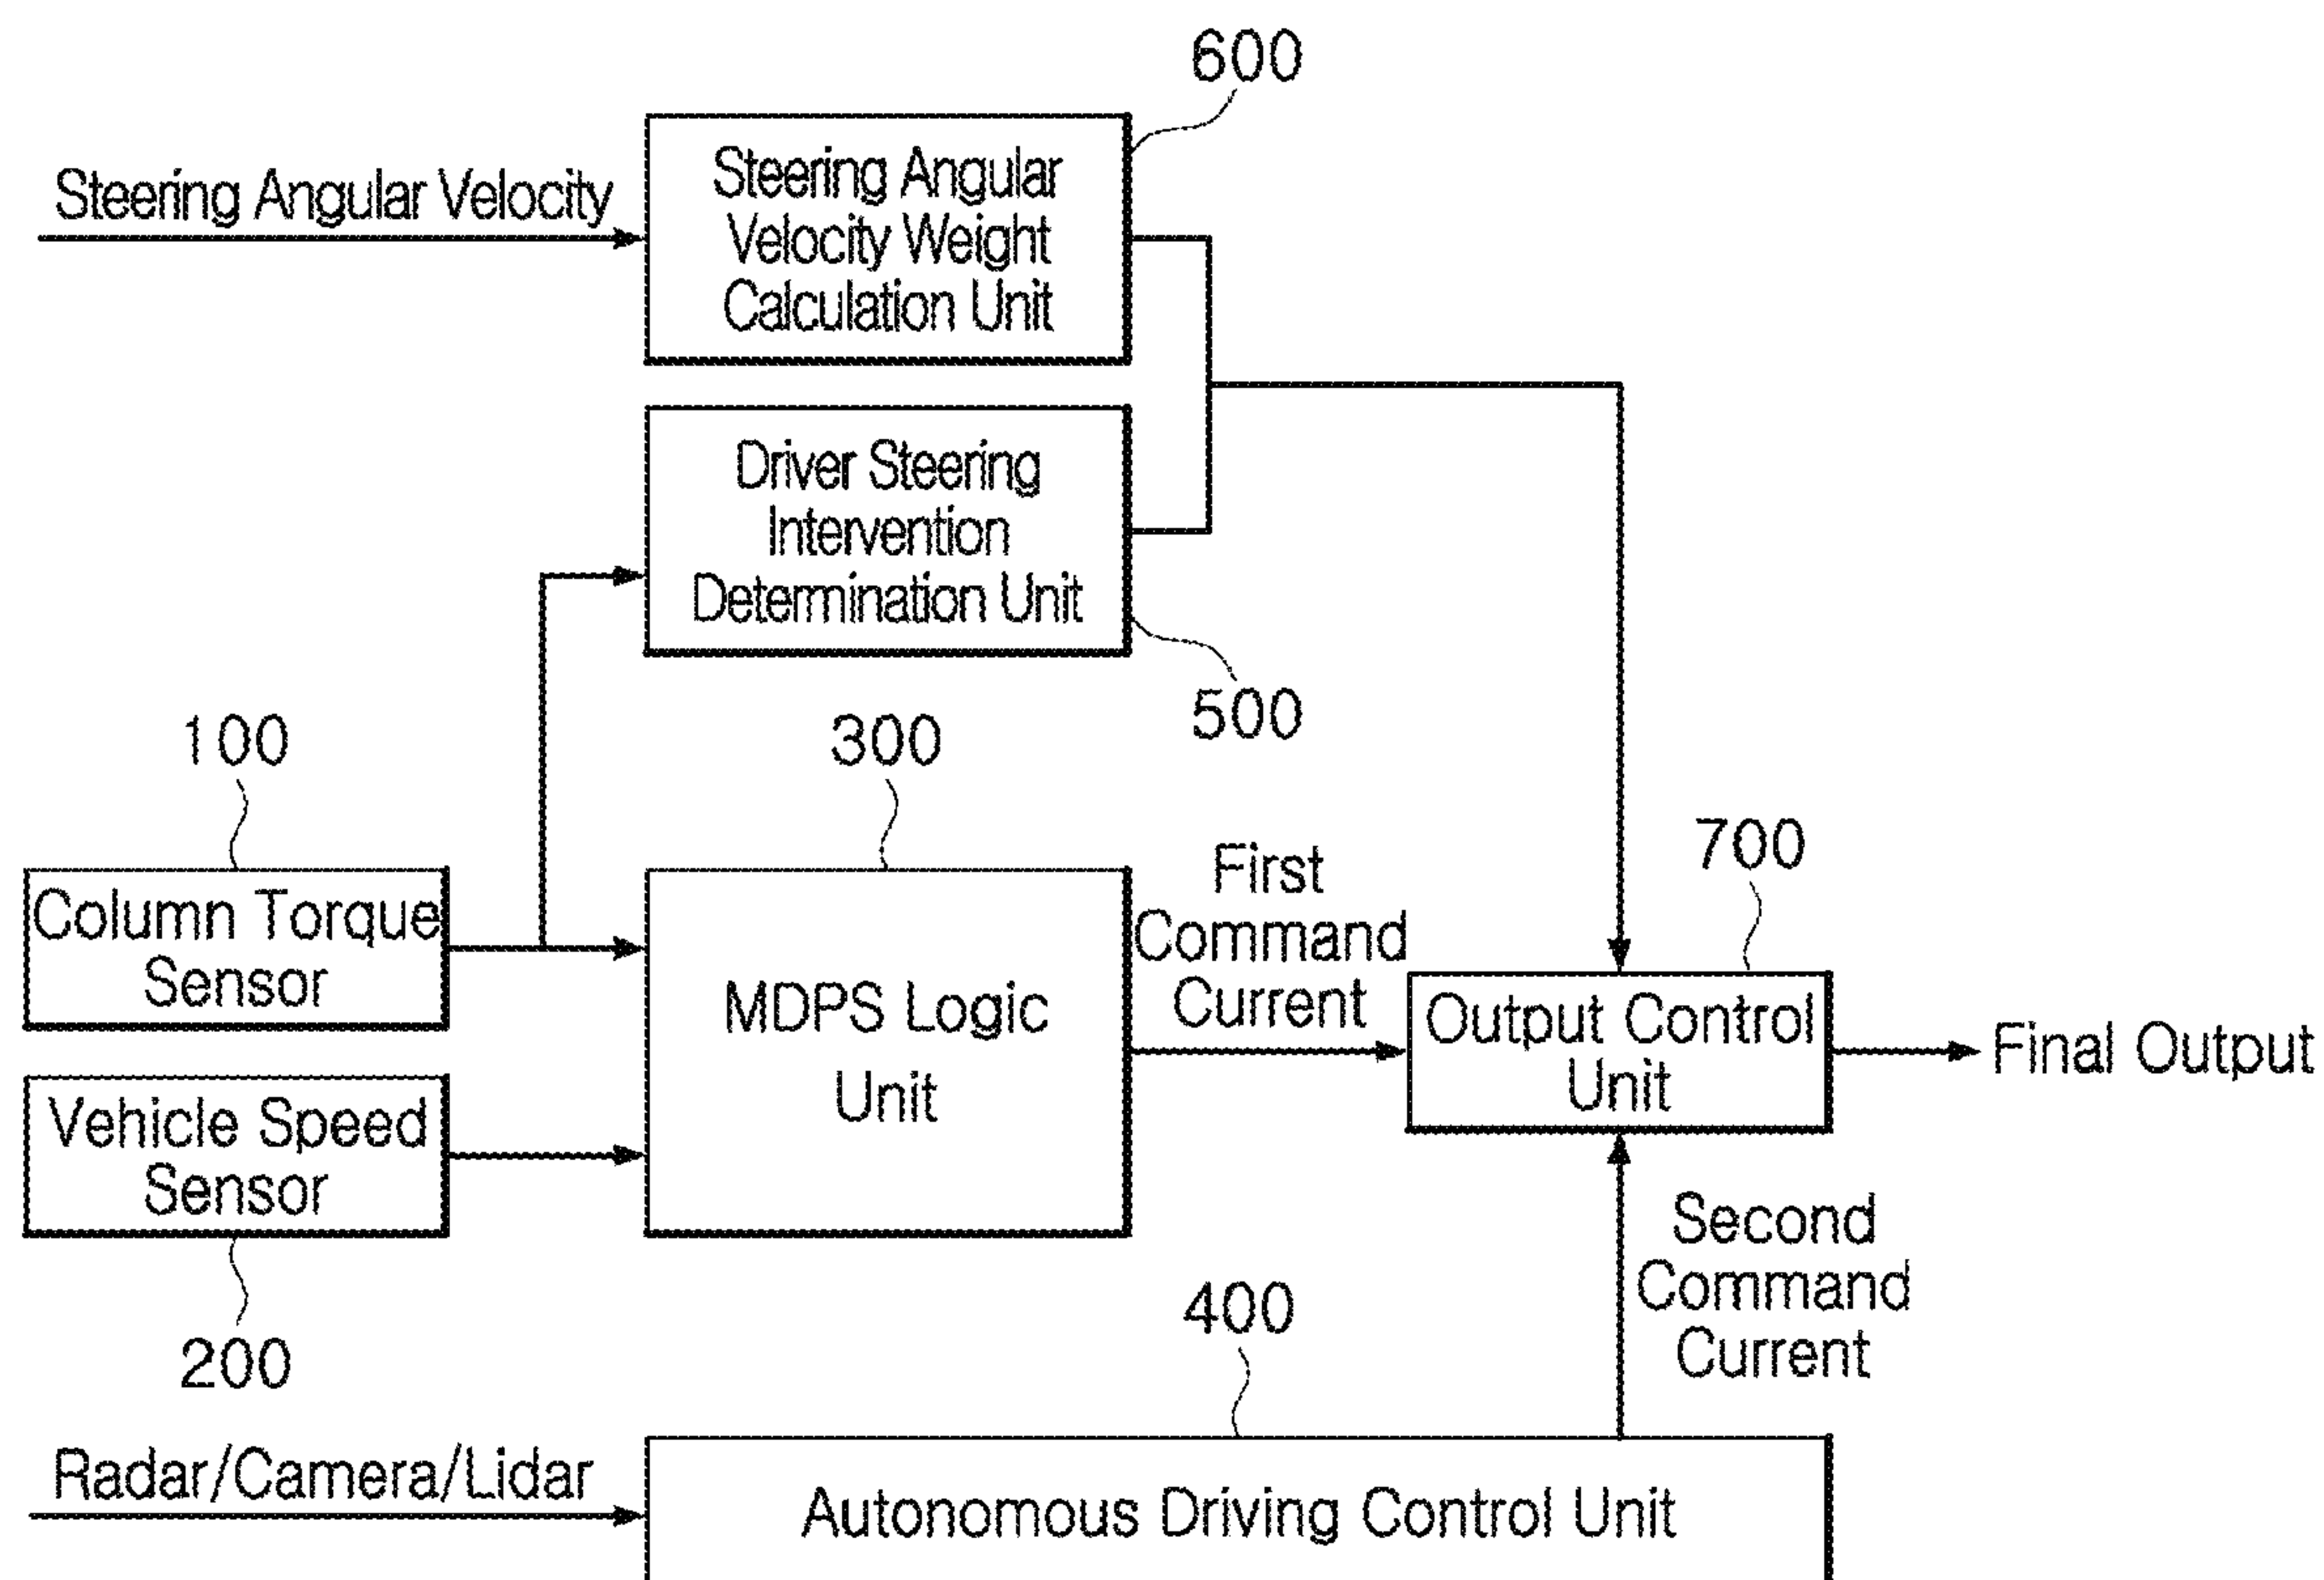 600
Steering Angular Velocity
Steering Angular
Velocity Weight
Calculation Unit
Driver Steering
Intervention
Determination Unit
500
100
300
700
Column Torque
Sensor
MDPS Logic
Unit
First
Command
Current
Output Control
Unit
Final Output
Vehicle Speed
Sensor
200
Second
Command
Current
400
Radar/Camera/Lidar
Autonomous Driving Control Unit